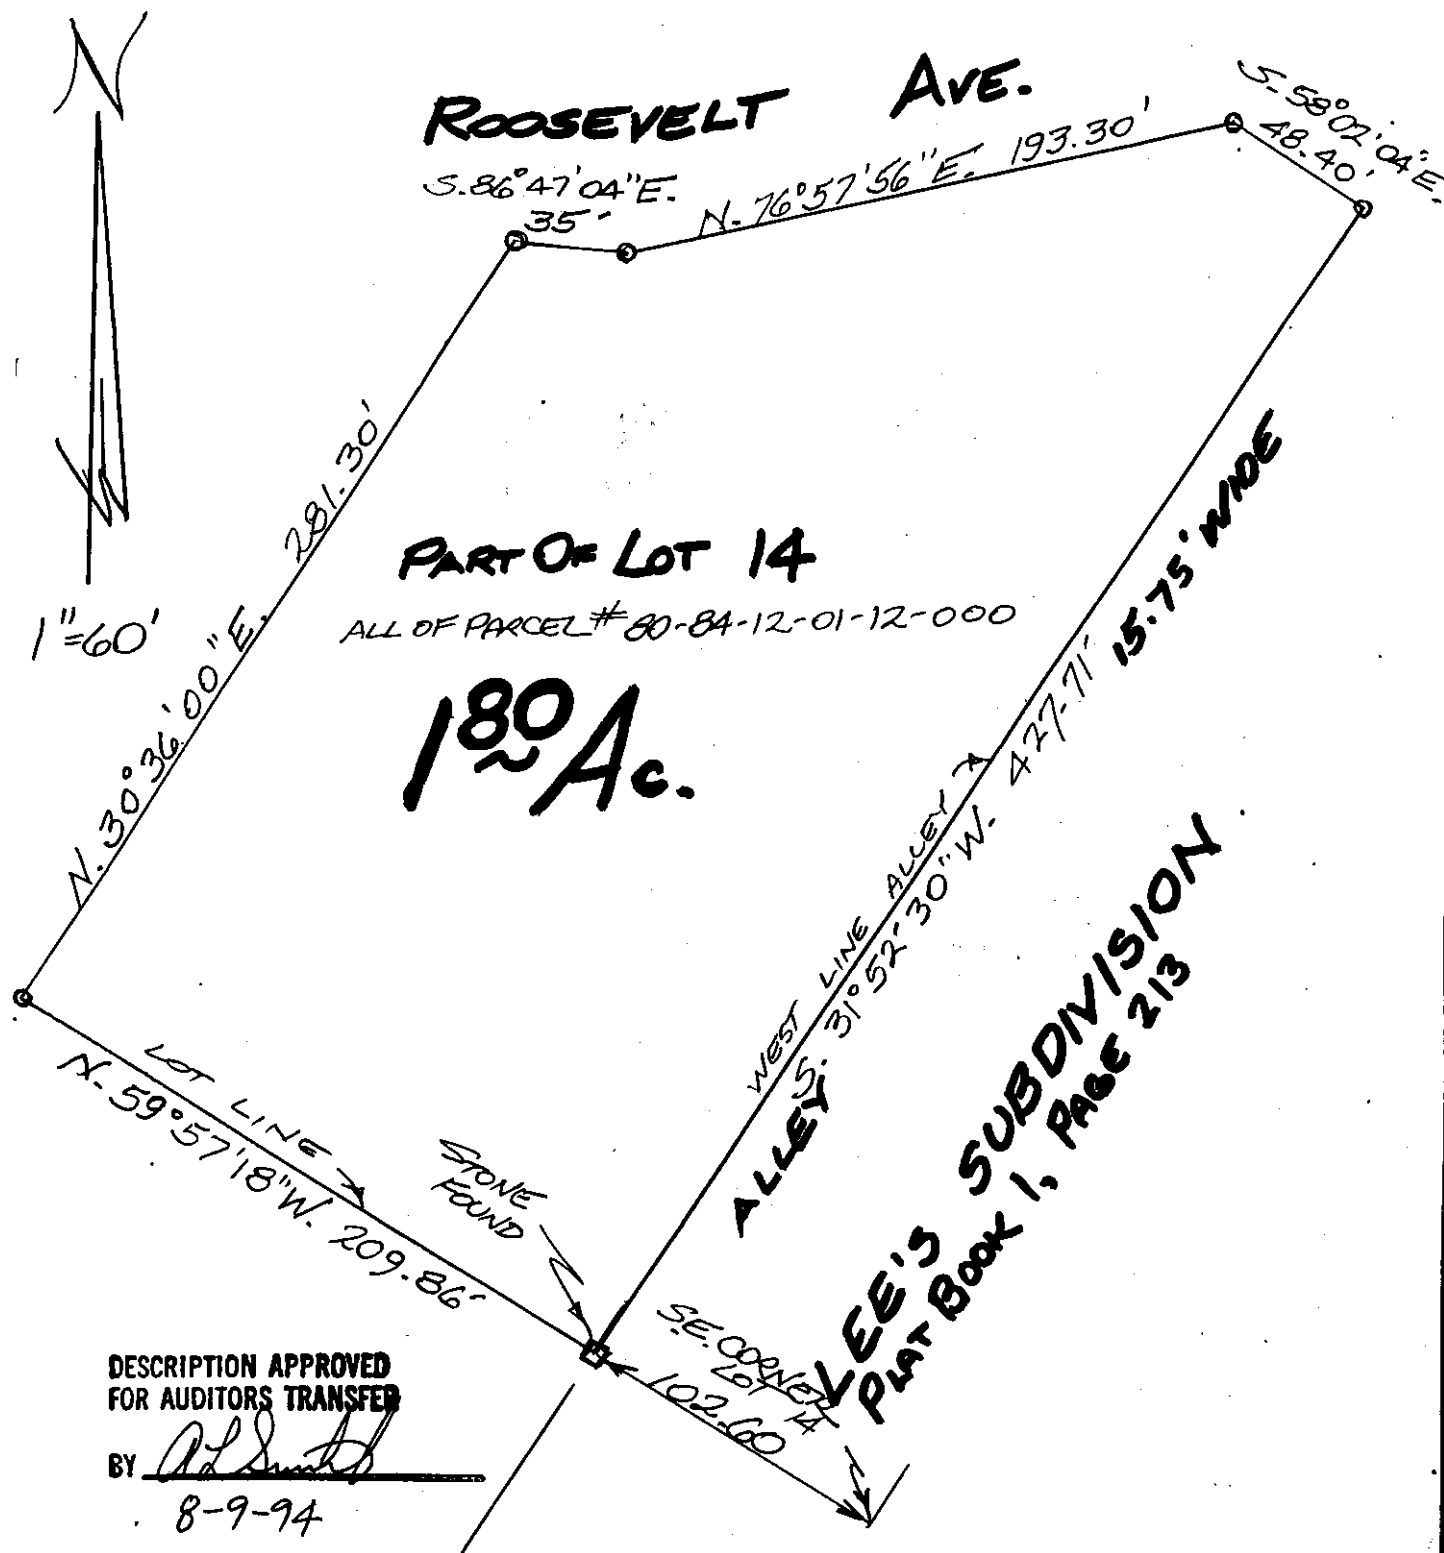 N
ROOSEVELT AVE.
S. 58°02'04" E.
48.40'
S. 86°47'04" E.
35'
N. 76°57'56" E. 193.30'
N. 30°36'00" E. 281.30'
1"=60'
PART OF LOT 14
ALL OF PARCEL # 80-84-12-01-12-000
1 80 Ac.
15.75' WIDE
WEST LINE ALLEY
S. 31°52'30" W. 427.71'
ALLEY
LEE'S SUBDIVISION
PLAT BOOK 1, PAGE 213
LOT LINE
N. 59°57'18" W. 209.86'
STONE
FOUND
S.E. CORNER
LOT 14
102.60
DESCRIPTION APPROVED
FOR AUDITORS TRANSFER
BY
8-9-94